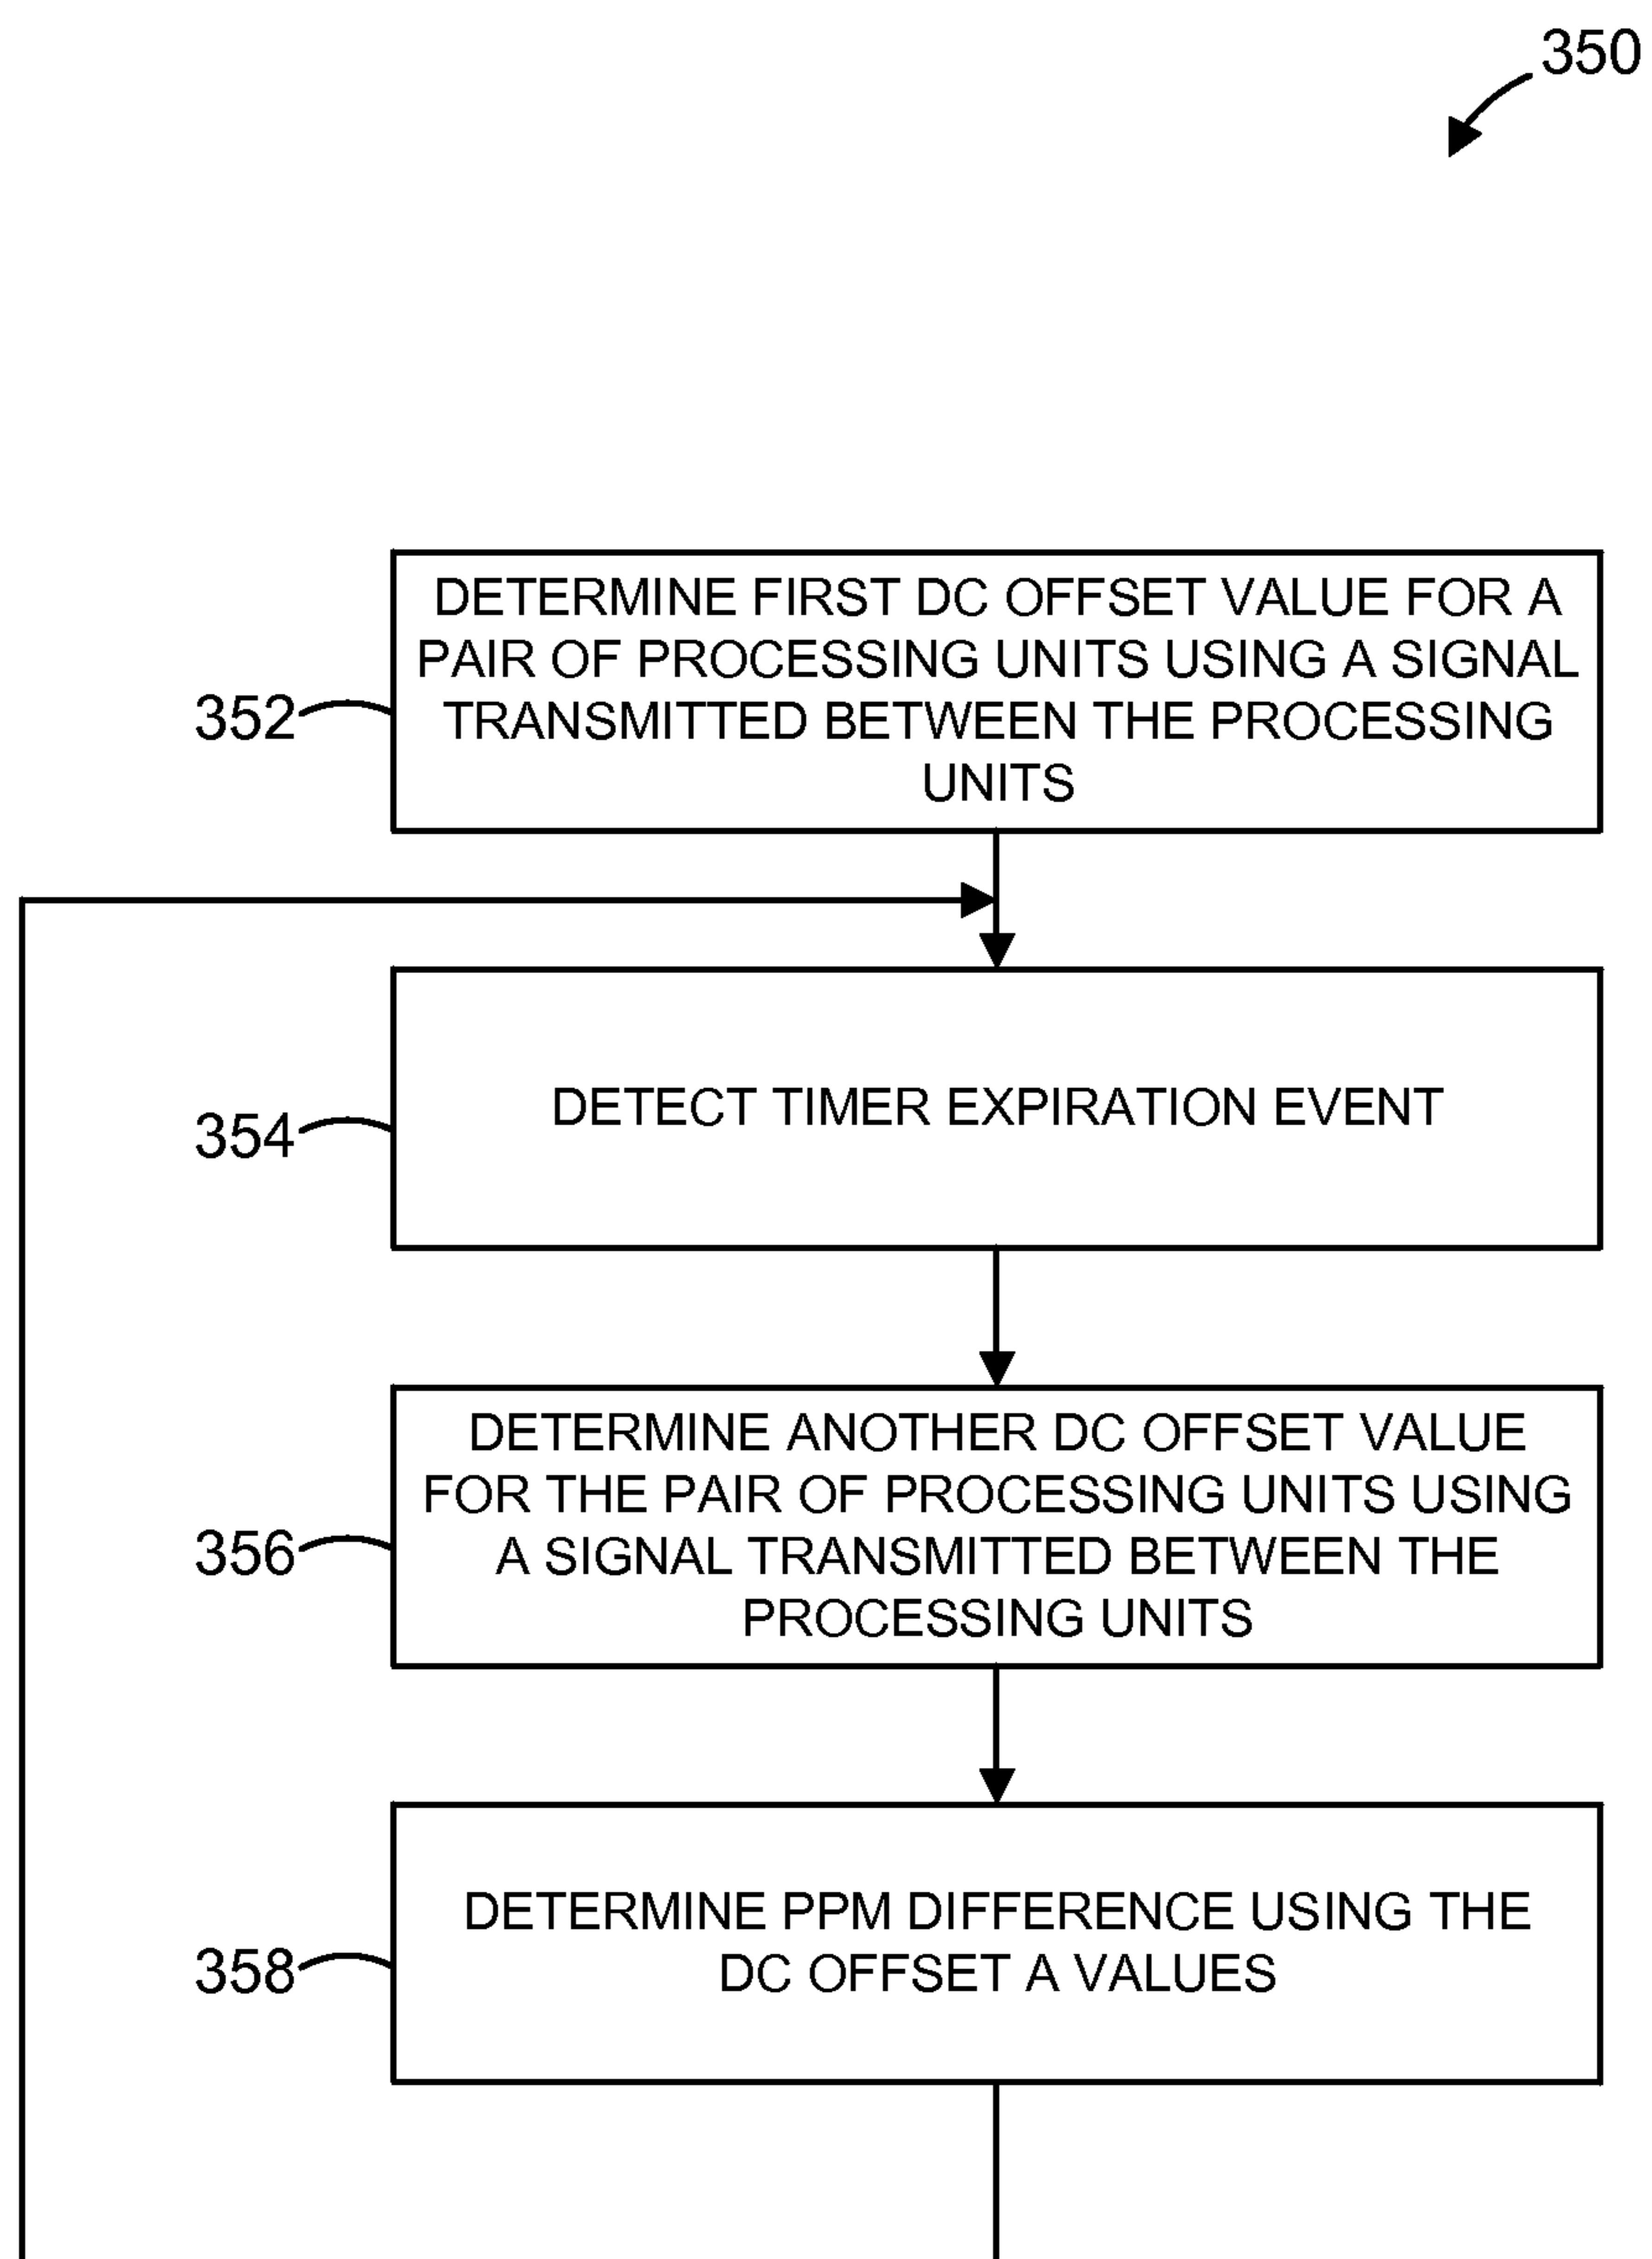 350
DETERMINE FIRST DC OFFSET VALUE FOR A
PAIR OF PROCESSING UNITS USING A SIGNAL
TRANSMITTED BETWEEN THE PROCESSING
UNITS
352
DETECT TIMER EXPIRATION EVENT
354
DETERMINE ANOTHER DC OFFSET VALUE
FOR THE PAIR OF PROCESSING UNITS USING
A SIGNAL TRANSMITTED BETWEEN THE
PROCESSING UNITS
356
DETERMINE PPM DIFFERENCE USING THE
DC OFFSET A VALUES
358